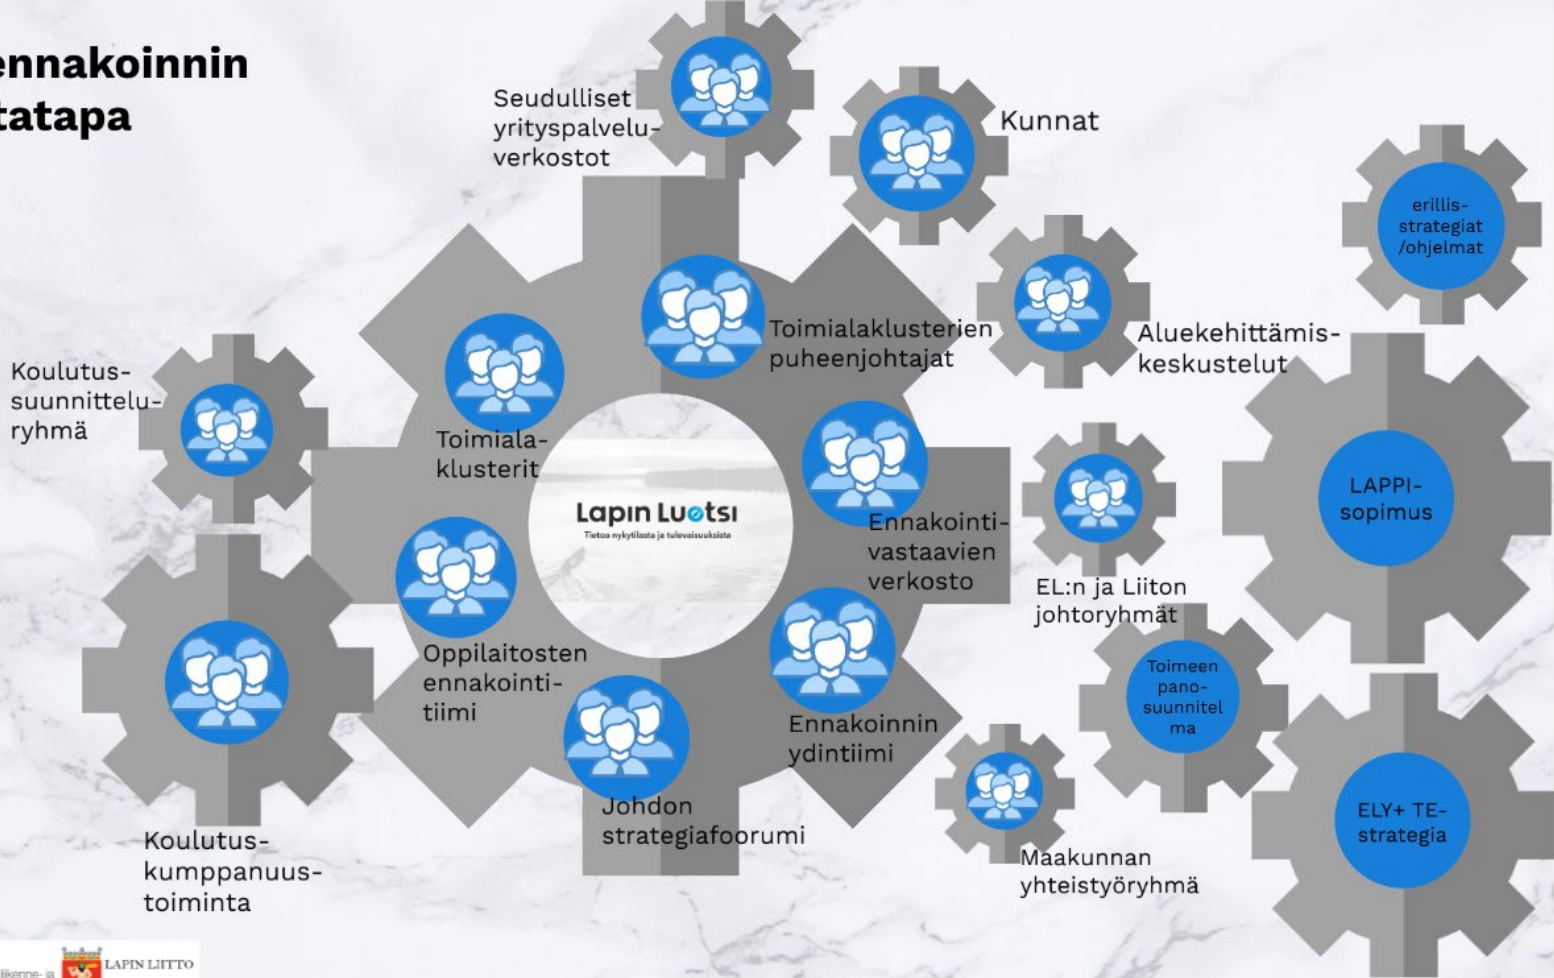 ennakoinnin
tatapa
Seudulliset
yrityspalvelu-
verkostot
Kunnat
erillis-
strategiat
/ohjelmat
Toimialaklusterien
puheenjohtajat
Aluekehittämis-
keskustelut
Koulutus-
suunnittelu-
ryhmä
Toimiala-
klusterit
Lapin Luotsi
Tietoa nykytilasta ja tulevaisuuksista
Ennakointi-
vastaavien
verkosto
LAPPI-
sopimus
EL:n ja Liiton
johtoryhmät
Oppilaitosten
ennakointi-
tiimi
Toimeen
pano-
suunnitel
ma
Ennakoinnin
ydintiimi
Johdon
strategiafoorumi
ELY+ TE-
strategia
Koulutus-
kumppanuus-
toiminta
Maakunnan
yhteistyöryhmä
liikenne- ja
LAPIN LIITTO